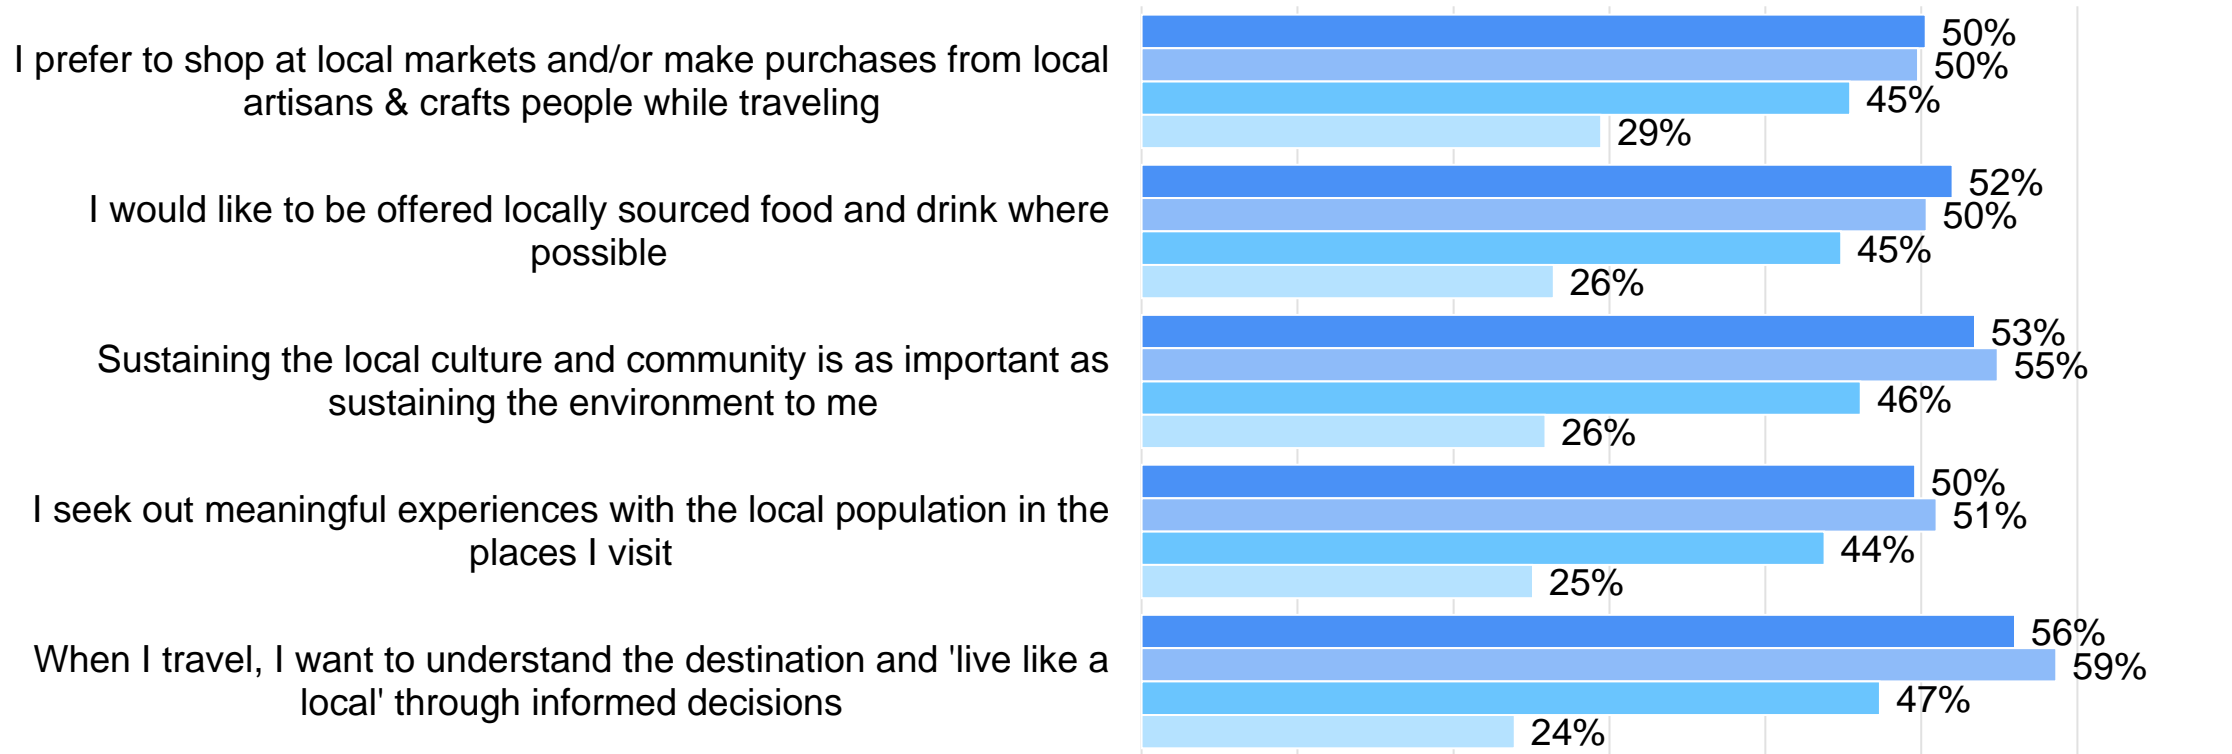 I prefer to shop at local markets and/or make purchases from local
artisans & crafts people while traveling
50%
50%
45%
29%
I would like to be offered locally sourced food and drink where
possible
52%
50%
45%
26%
Sustaining the local culture and community is as important as
sustaining the environment to me
53%
55%
46%
26%
I seek out meaningful experiences with the local population in the
places I visit
50%
51%
44%
25%
When I travel, I want to understand the destination and 'live like a
local' through informed decisions
56%
59%
47%
24%